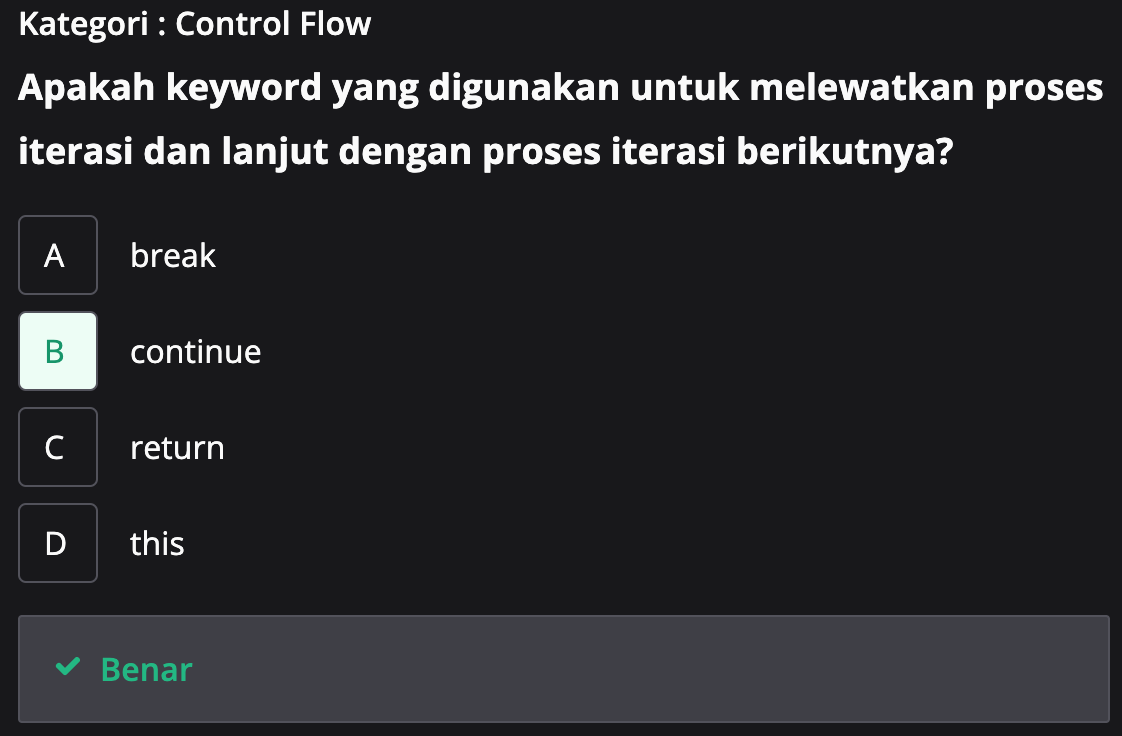 Kategori : Control Flow
Apakah keyword yang digunakan untuk melewatkan proses
iterasi dan lanjut dengan proses iterasi berikutnya?
A break
B continue
C return
D this
✔ Benar